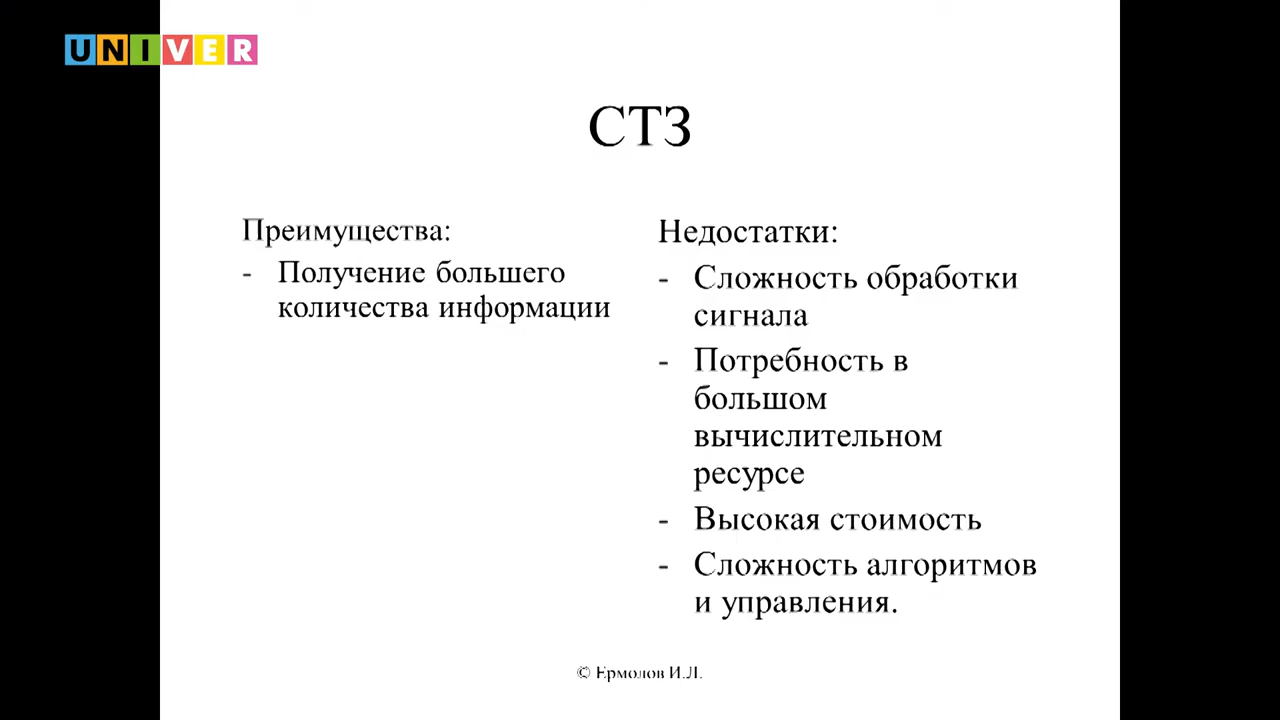 UNIVER
СТЗ
Преимущества:
- Получение большего
количества информации
Недостатки:
- Сложность обработки
сигнала
- Потребность в
большом
вычислительном
ресурсе
- Высокая стоимость
- Сложность алгоритмов
и управления.
© Ермолов И.Л.